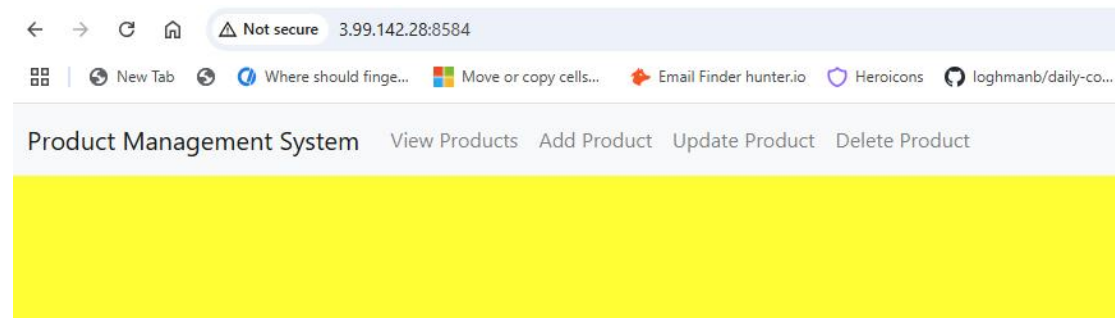 Not secure 3.99.142.28:8584
New Tab Where should finge... Move or copy cells... Email Finder hunter.io Heroicons loghmanb/daily-co...
Product Management System View Products Add Product Update Product Delete Product